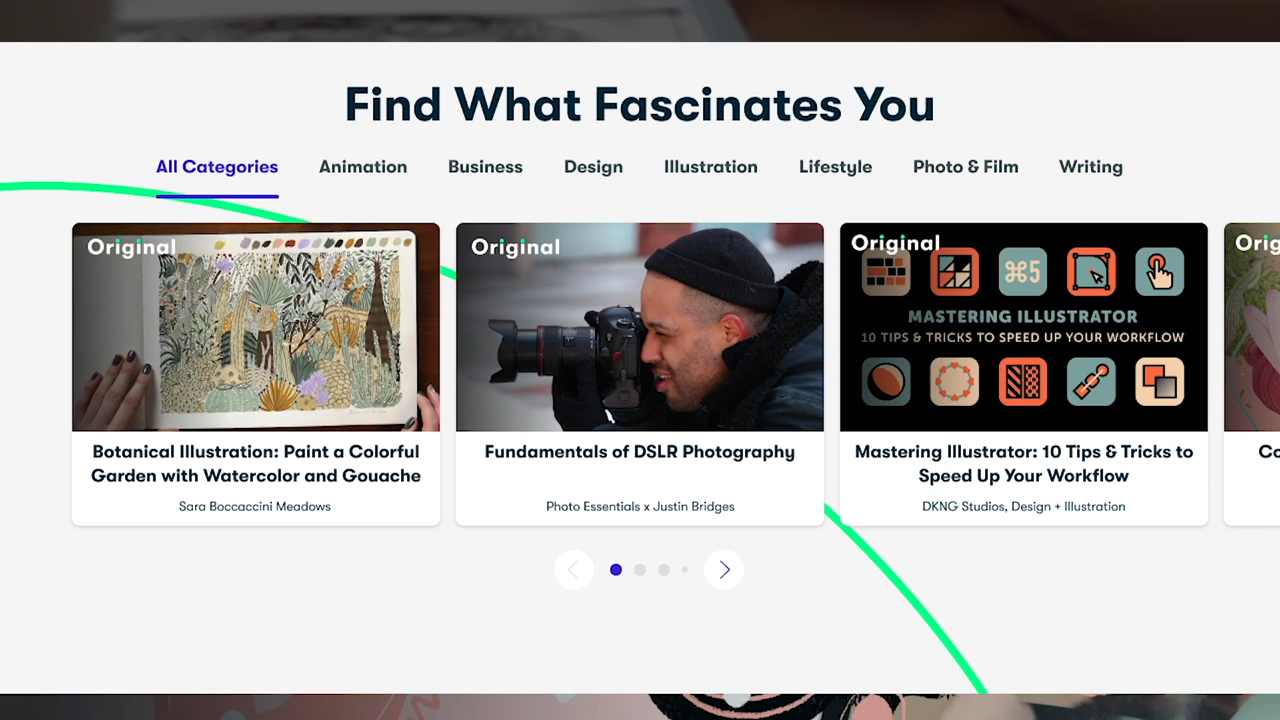 Find What Fascinates You
All Categories Animation Business Design Illustration Lifestyle Photo & Film Writing
Original
Botanical Illustration: Paint a Colorful
Garden with Watercolor and Gouache
Sara Boccaccini Meadows
Original
Fundamentals of DSLR Photography
Photo Essentials x Justin Bridges
Original
⌘5
MASTERING ILLUSTRATOR
10 TIPS & TRICKS TO SPEED UP YOUR WORKFLOW
Mastering Illustrator: 10 Tips & Tricks to
Speed Up Your Workflow
DKNG Studios, Design + Illustration